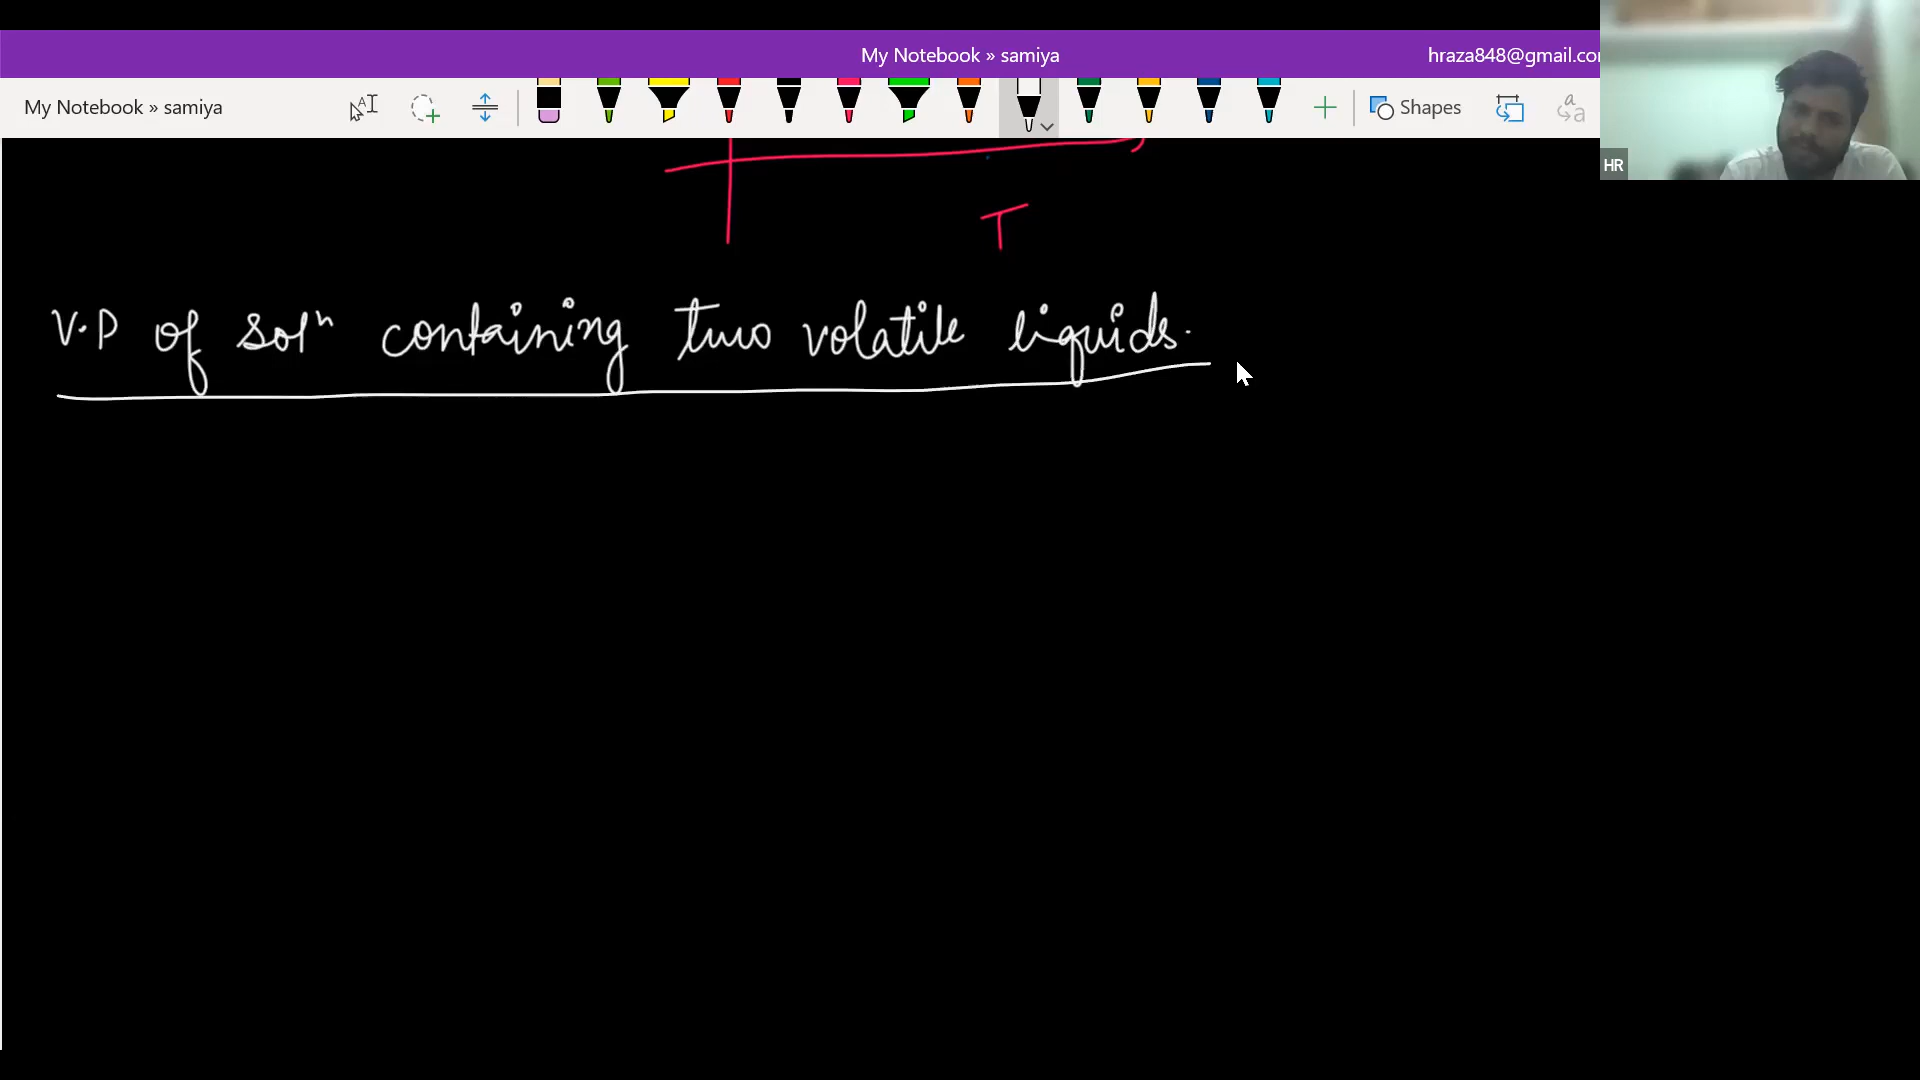 My Notebook » samiya
hraza848@gmail.co
My Notebook » samiya
Shapes
HR
T
V.P of solⁿ containing two volatile liquids.